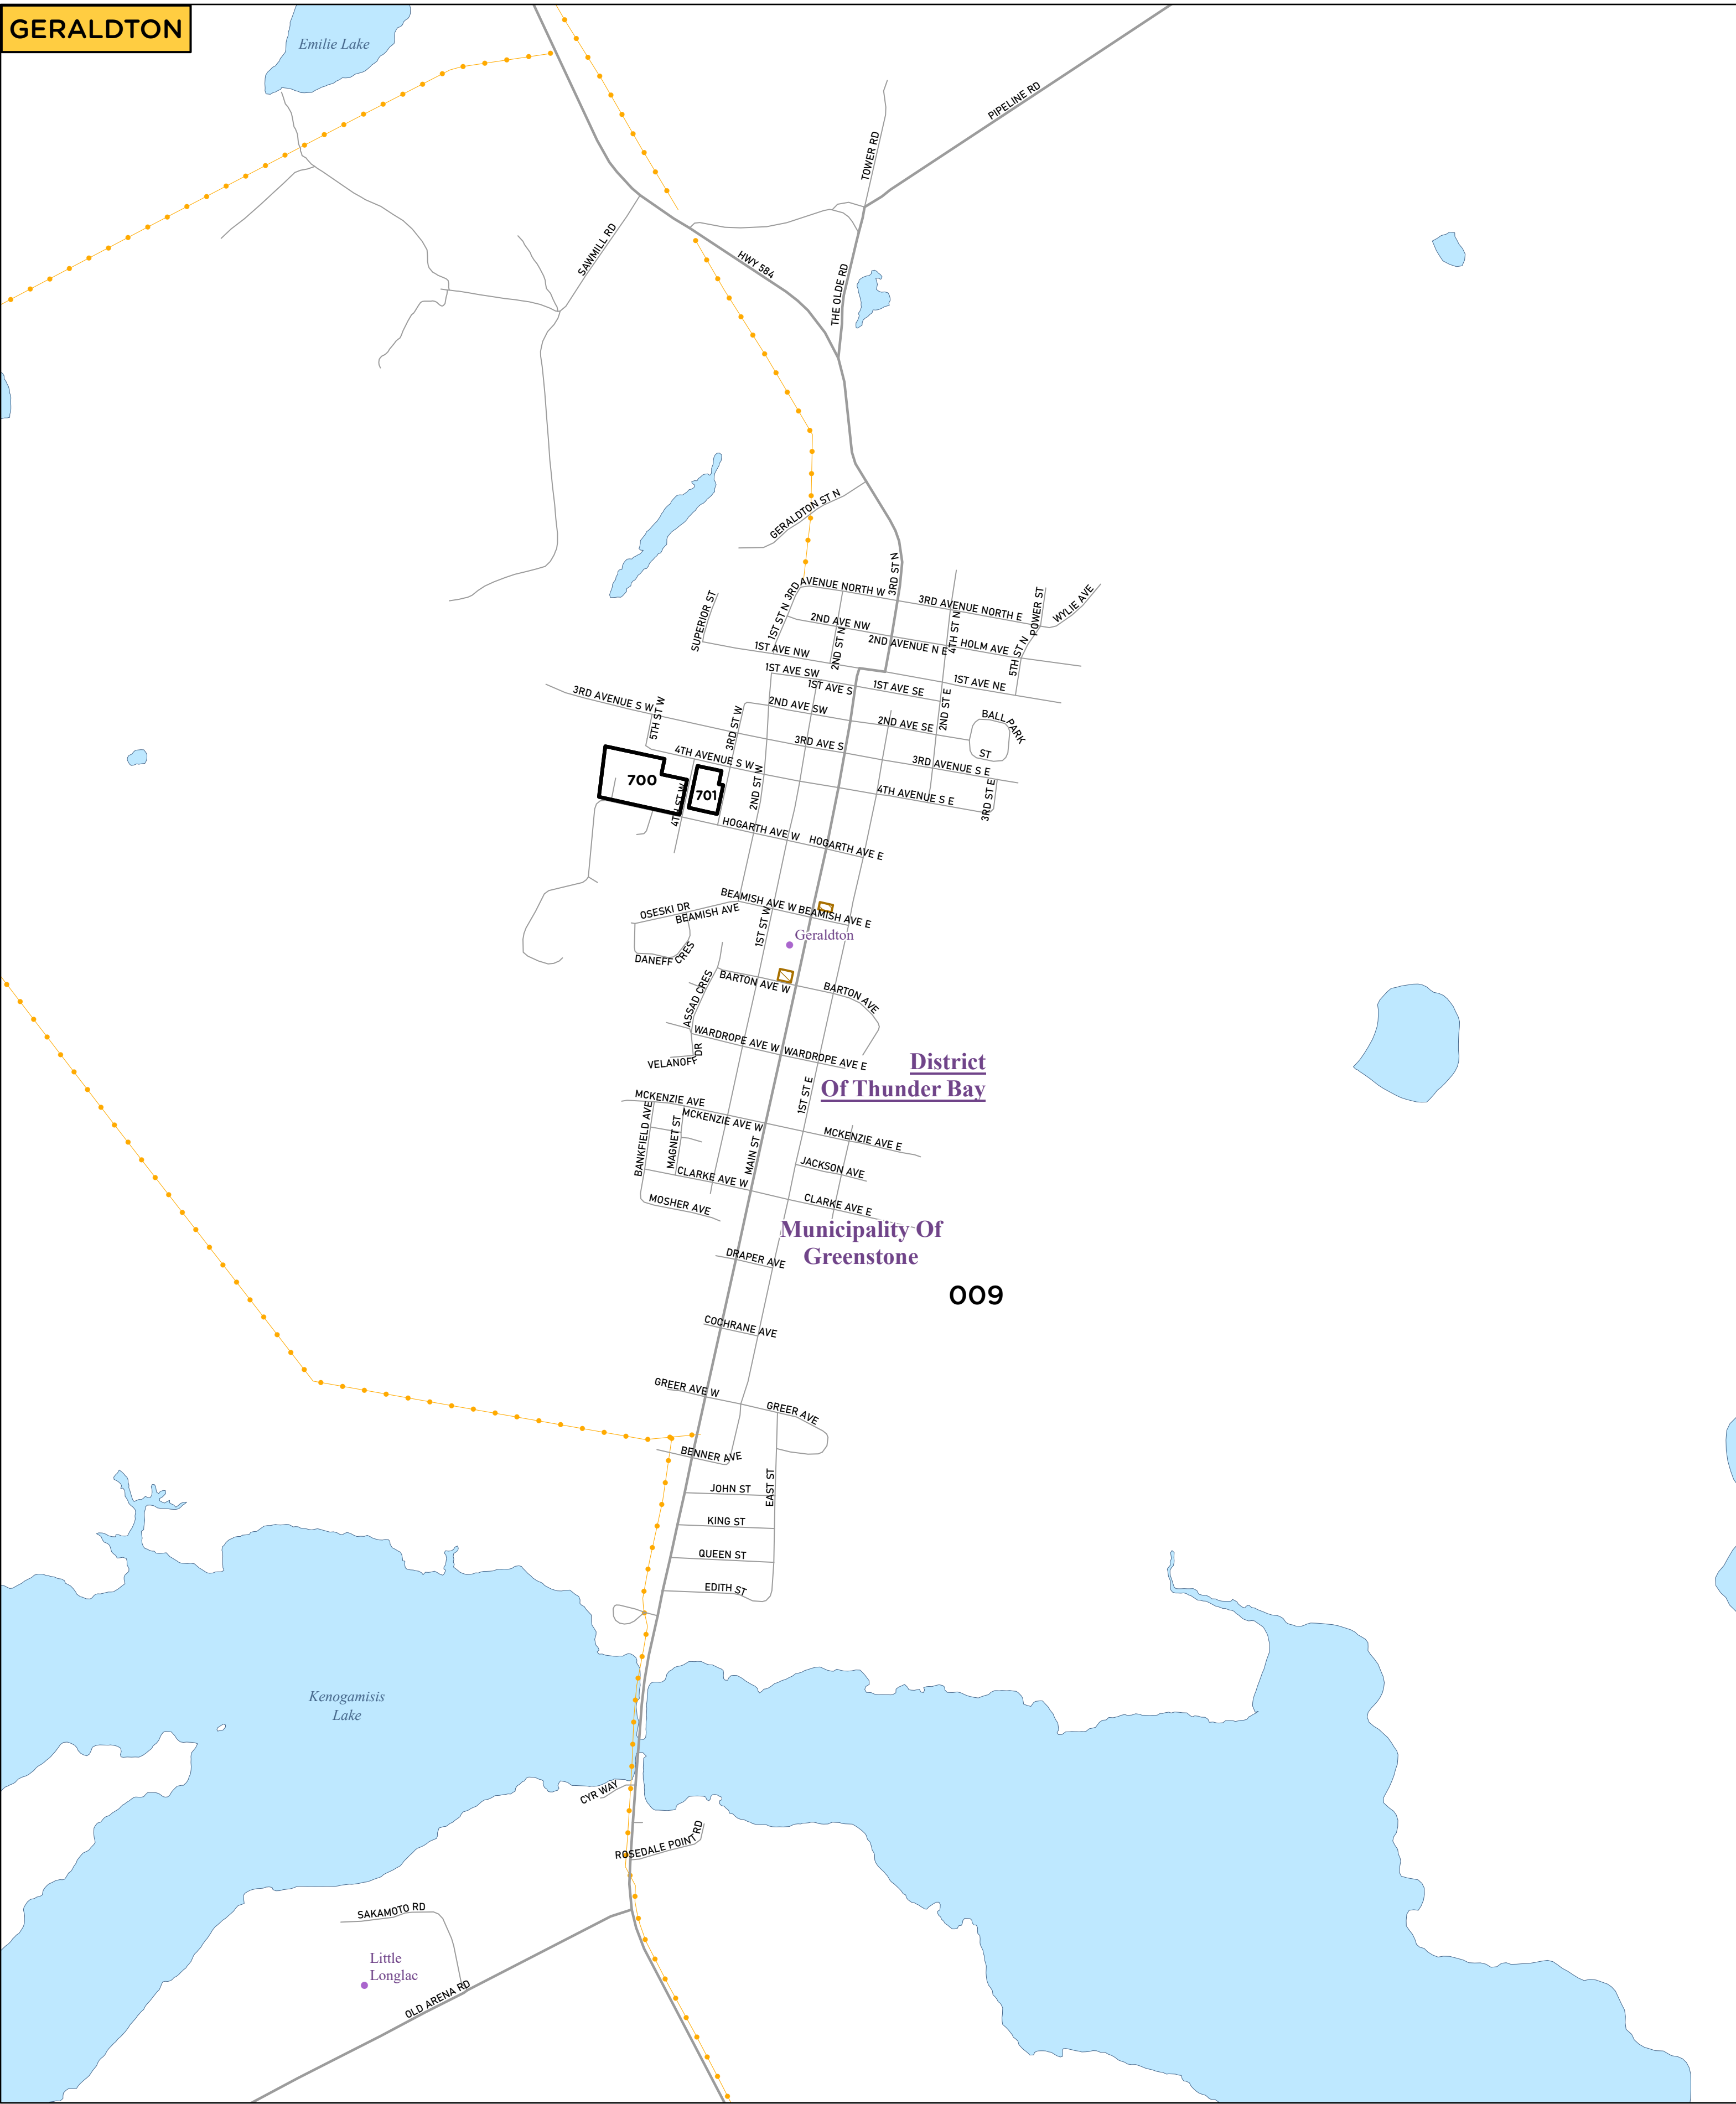 GERALDTON
Emilie Lake
PIPELINE RD
TOWER RD
SAWMILL RD
HWY 584
THE OLDE RD
GERALDTON ST N
3RD ST N
3RD AVENUE NORTH W
3RD AVENUE NORTH E
POWER ST
WYLIE AVE
SUPERIOR ST
1ST ST N
2ND AVE NW
2ND ST N
2ND AVENUE N E
4TH ST N
HOLM AVE
5TH ST N
1ST AVE NW
1ST AVE SW
1ST AVE S
1ST AVE SE
1ST AVE NE
3RD AVENUE S W
5TH ST W
3RD ST W
2ND AVE SW
2ND AVE SE
2ND ST E
BALL PARK
ST
3RD AVE S
3RD AVENUE S E
4TH AVENUE S W
700
701
4TH ST W
2ND ST W
4TH AVENUE S E
3RD ST E
HOGARTH AVE W
HOGARTH AVE E
BEAMISH AVE W
BEAMISH AVE E
OSESKI DR
BEAMISH AVE
1ST ST W
Geraldton
DANEFF CRES
BARTON AVE W
BARTON AVE
ASSAD CRES
WARDROPE AVE W
WARDROPE AVE E
VELANOFF DR
District
Of Thunder Bay
1ST ST E
MCKENZIE AVE
MCKENZIE AVE W
MCKENZIE AVE E
BANKFIELD AVE
MAGNET ST
MAIN ST
JACKSON AVE
CLARKE AVE W
CLARKE AVE E
MOSHER AVE
Municipality Of
Greenstone
DRAPER AVE
009
COCHRANE AVE
GREER AVE W
GREER AVE
BENNER AVE
EAST ST
JOHN ST
KING ST
QUEEN ST
EDITH ST
Kenogamisis
Lake
CYR WAY
ROSEDALE POINT RD
SAKAMOTO RD
Little
Longlac
OLD ARENA RD